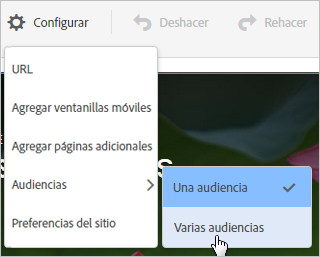 Configurar Deshacer Rehacer
URL
Agregar ventanillas móviles
Agregar páginas adicionales
Audiencias
Una audiencia
Varias audiencias
Preferencias del sitio